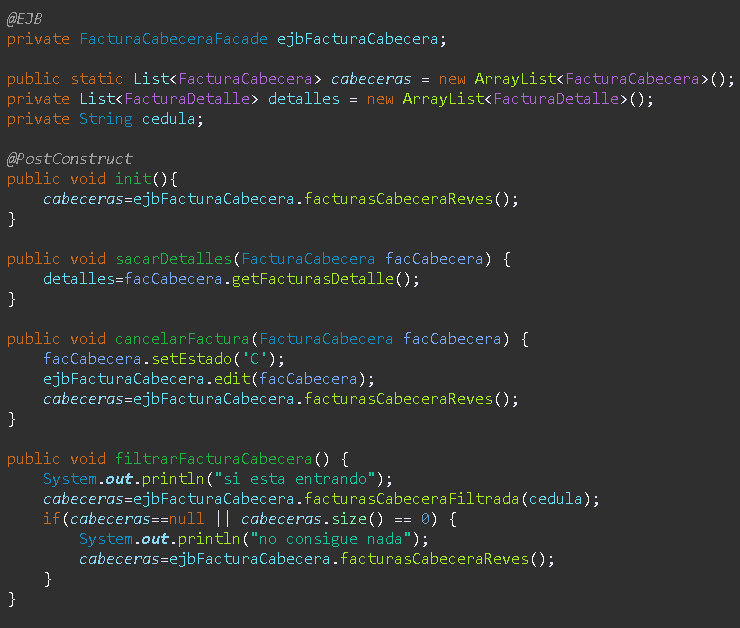 @EJB
private FacturaCabeceraFacade ejbFacturaCabecera;
public static List<FacturaCabecera> cabeceras = new ArrayList<FacturaCabecera>();
private List<FacturaDetalle> detalles = new ArrayList<FacturaDetalle>();
private String cedula;
@PostConstruct
public void init(){
cabeceras=ejbFacturaCabecera.facturasCabeceraReves();
}
public void sacarDetalles(FacturaCabecera facCabecera) {
detalles=facCabecera.getFacturasDetalle();
}
public void cancelarFactura(FacturaCabecera facCabecera) {
facCabecera.setEstado('C');
ejbFacturaCabecera.edit(facCabecera);
cabeceras=ejbFacturaCabecera.facturasCabeceraReves();
}
public void filtrarFacturaCabecera() {
System.out.println("si esta entrando");
cabeceras=ejbFacturaCabecera.facturasCabeceraFiltrada(cedula);
if(cabeceras==null || cabeceras.size() == 0) {
System.out.println("no consigue nada");
cabeceras=ejbFacturaCabecera.facturasCabeceraReves();
}
}